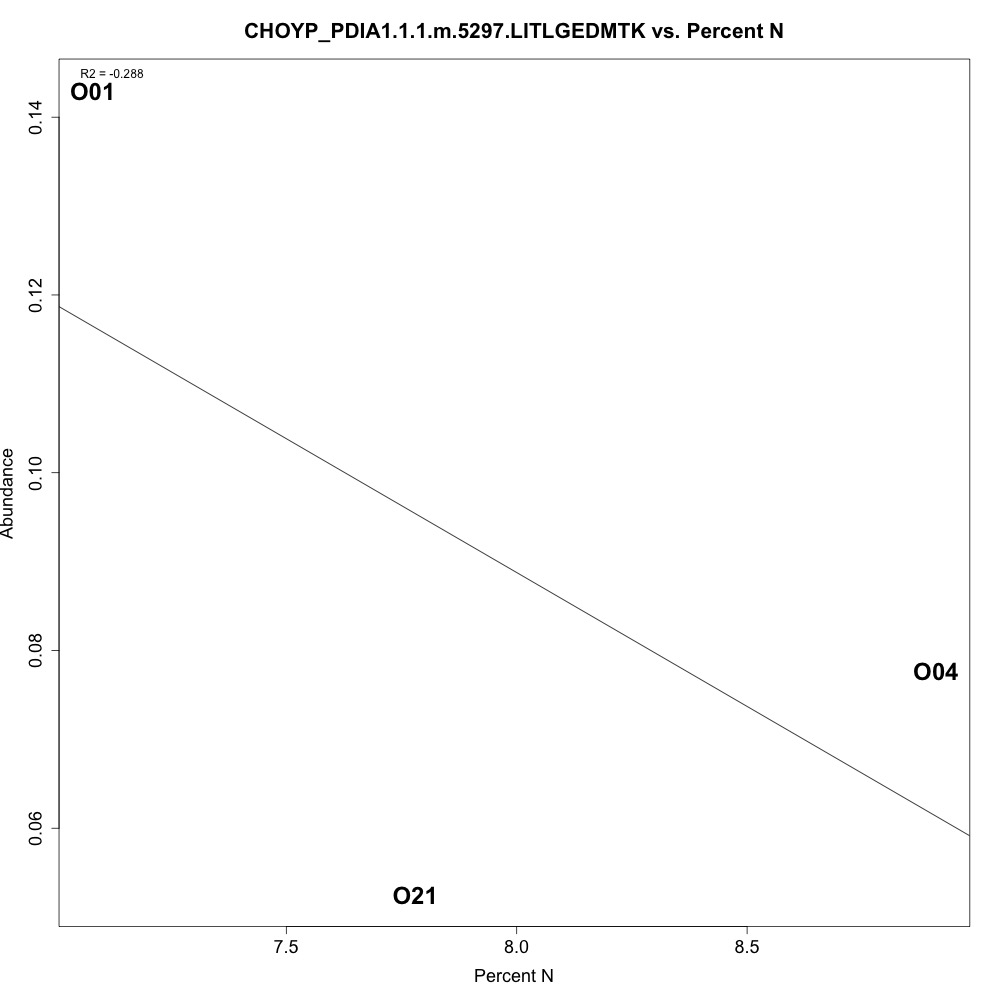 CHOYP_PDIA1.1.1.m.5297.LITLGEDMTK vs. Percent N
R2 = -0.288
O01
0.14
0.12
0.10
Abundance
0.08
O04
0.06
O21
7.5 8.0 8.5
Percent N